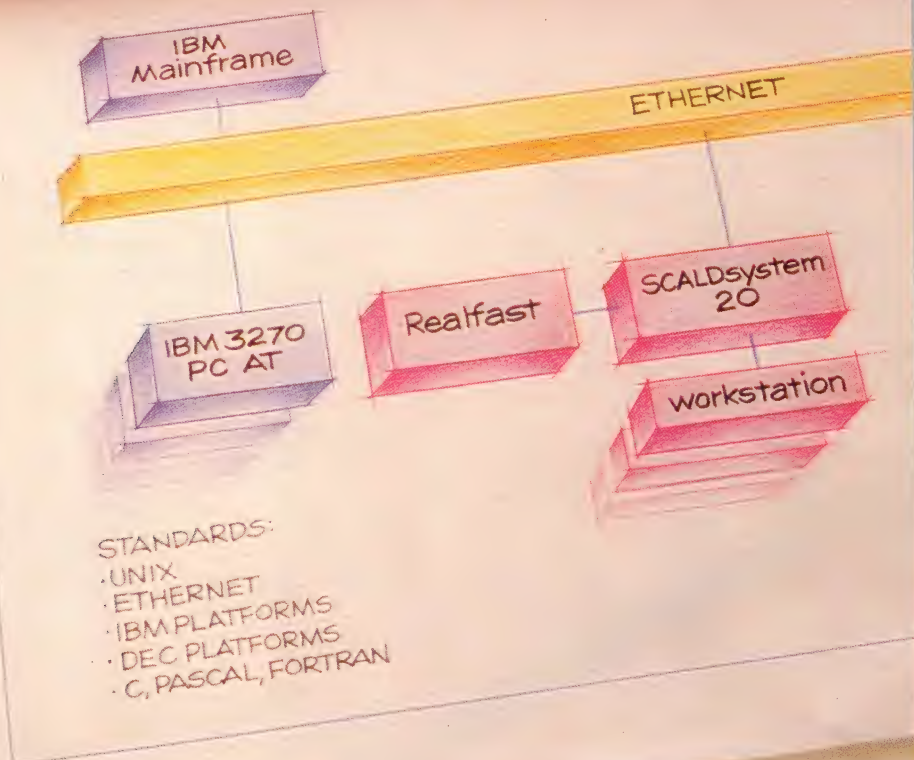 IBM
Mainframe
ETHERNET
IBM 3270
PC AT
Realfast
SCALDsystem
20
workstation
STANDARDS:
· UNIX
· ETHERNET
· IBM PLATFORMS
· DEC PLATFORMS
· C, PASCAL, FORTRAN